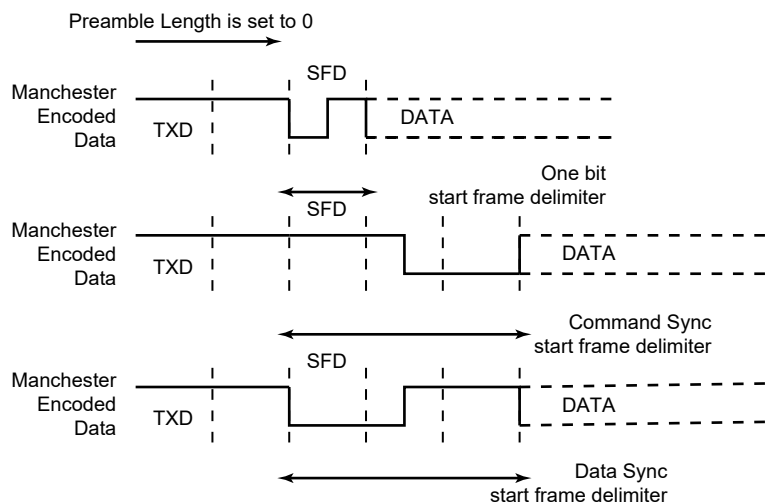 Preamble Length is set to 0
SFD
Manchester
Encoded
Data
TXD
DATA
One bit
start frame delimiter
SFD
Manchester
Encoded
Data
TXD
DATA
Command Sync
start frame delimiter
SFD
Manchester
Encoded
Data
TXD
DATA
Data Sync
start frame delimiter